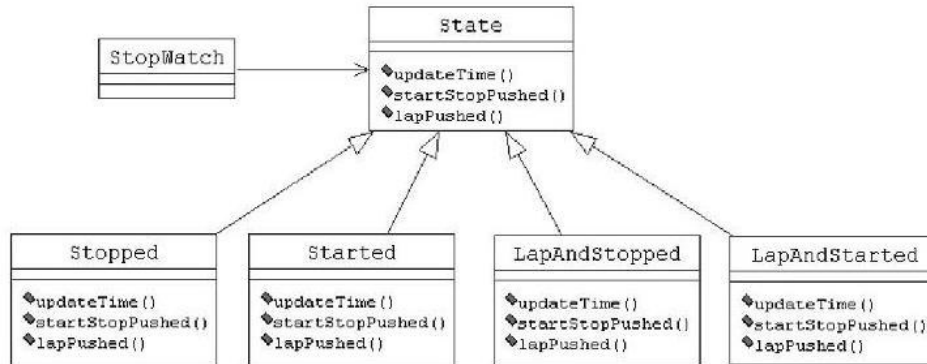 State
StopWatch
updateTime()
startStopPushed()
lapPushed()
Stopped
updateTime()
startStopPushed()
lapPushed()
Started
updateTime()
startStopPushed()
lapPushed()
LapAndStopped
updateTime()
startStopPushed()
lapPushed()
LapAndStarted
updateTime()
startStopPushed()
lapPushed()